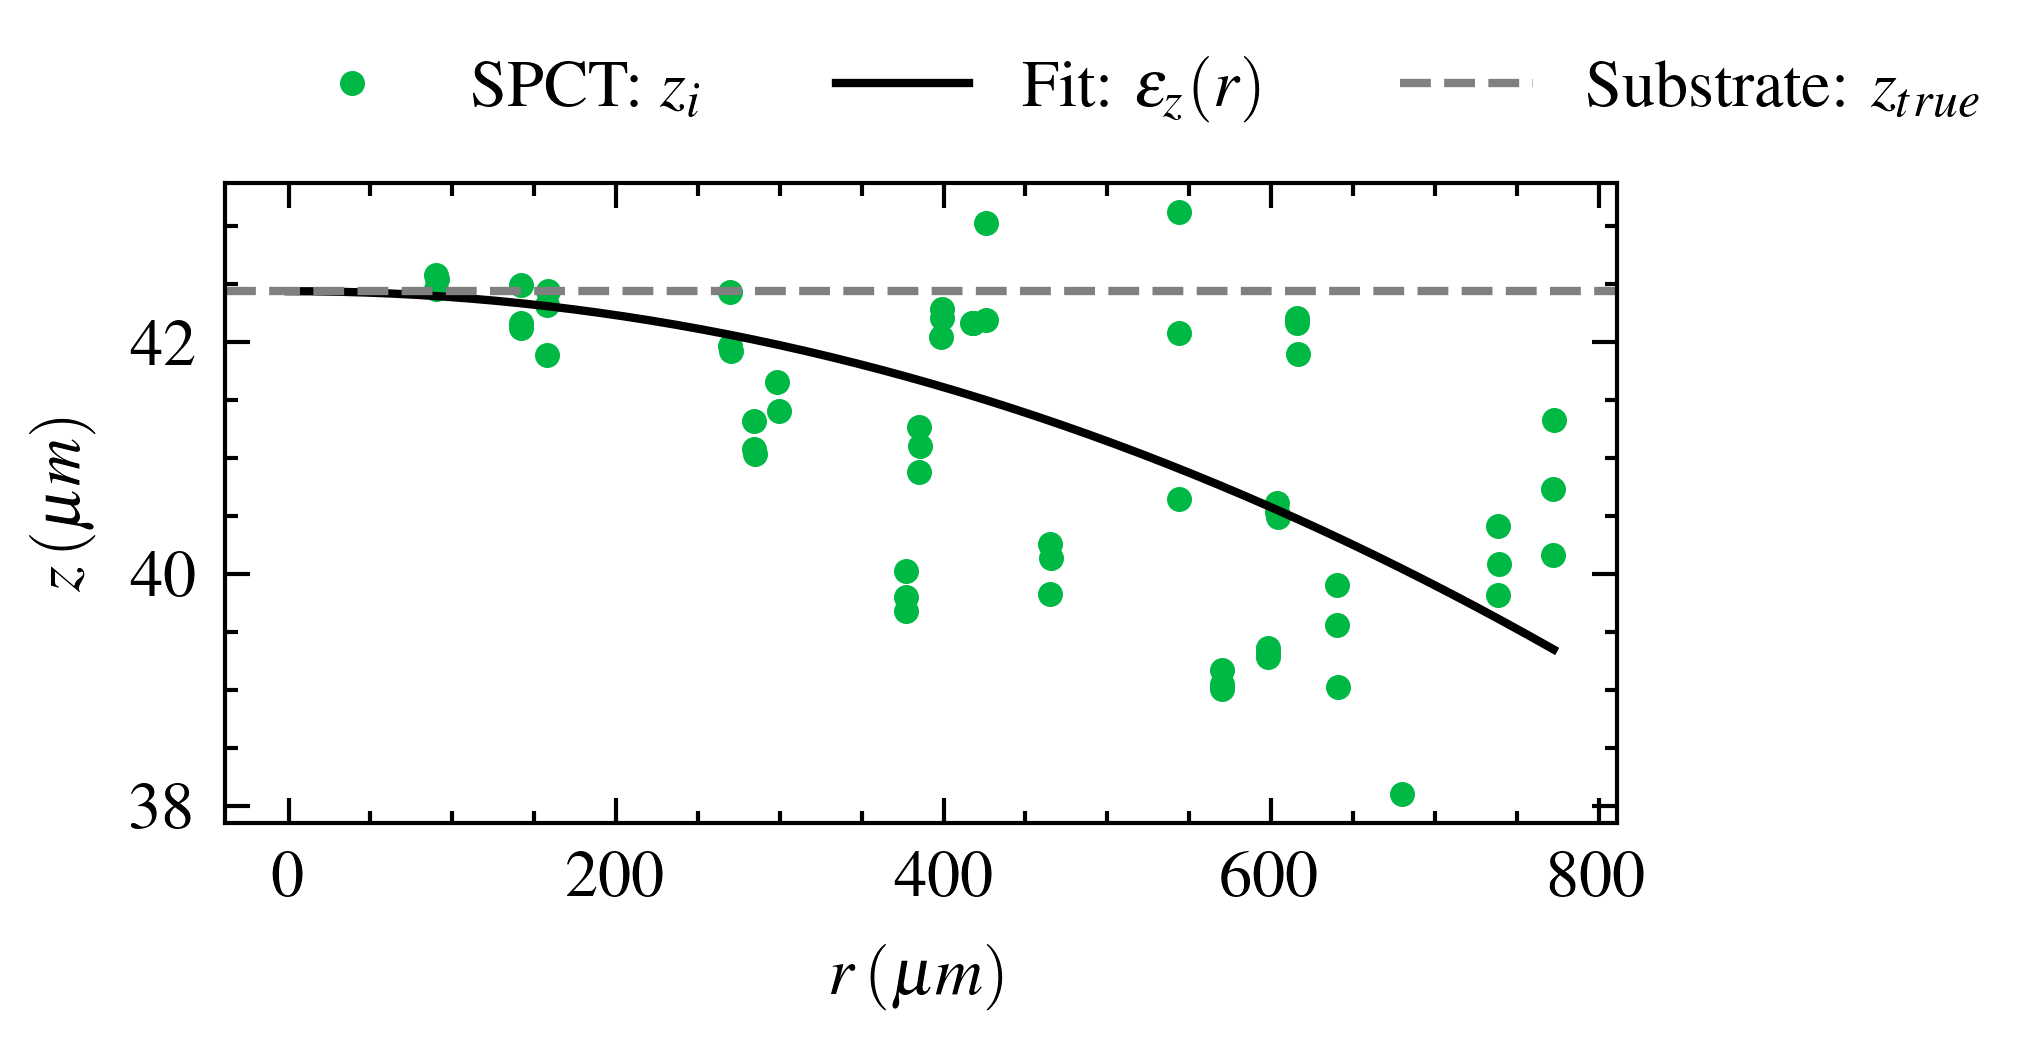 SPCT: z_i Fit: ε_z(r) Substrate: z_true
42
40
38
z (μm)
0 200 400 600 800
r (μm)